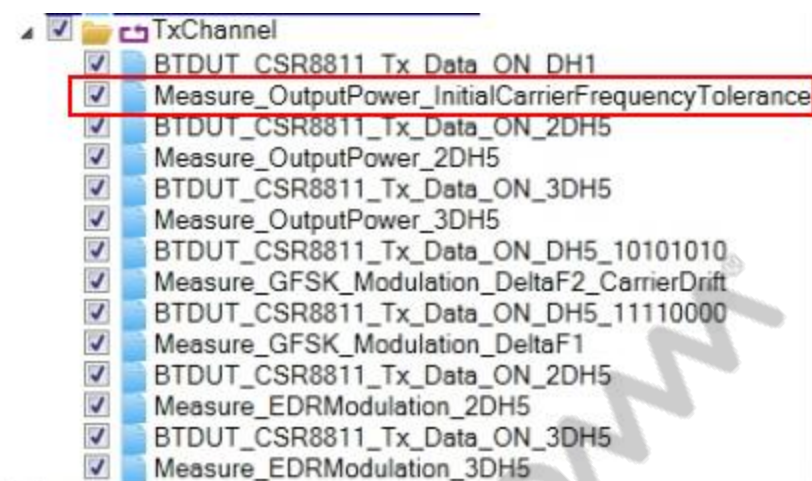 TxChannel
BTDUT_CSR8811_Tx_Data_ON_DH1
Measure_OutputPower_InitialCarrierFrequencyTolerance
BTDUT_CSR8811_Tx_Data_ON_2DH5
Measure_OutputPower_2DH5
BTDUT_CSR8811_Tx_Data_ON_3DH5
Measure_OutputPower_3DH5
BTDUT_CSR8811_Tx_Data_ON_DH5_10101010
Measure_GFSK_Modulation_DeltaF2_CarrierDrift
BTDUT_CSR8811_Tx_Data_ON_DH5_11110000
Measure_GFSK_Modulation_DeltaF1
BTDUT_CSR8811_Tx_Data_ON_2DH5
Measure_EDRModulation_2DH5
BTDUT_CSR8811_Tx_Data_ON_3DH5
Measure_EDRModulation_3DH5